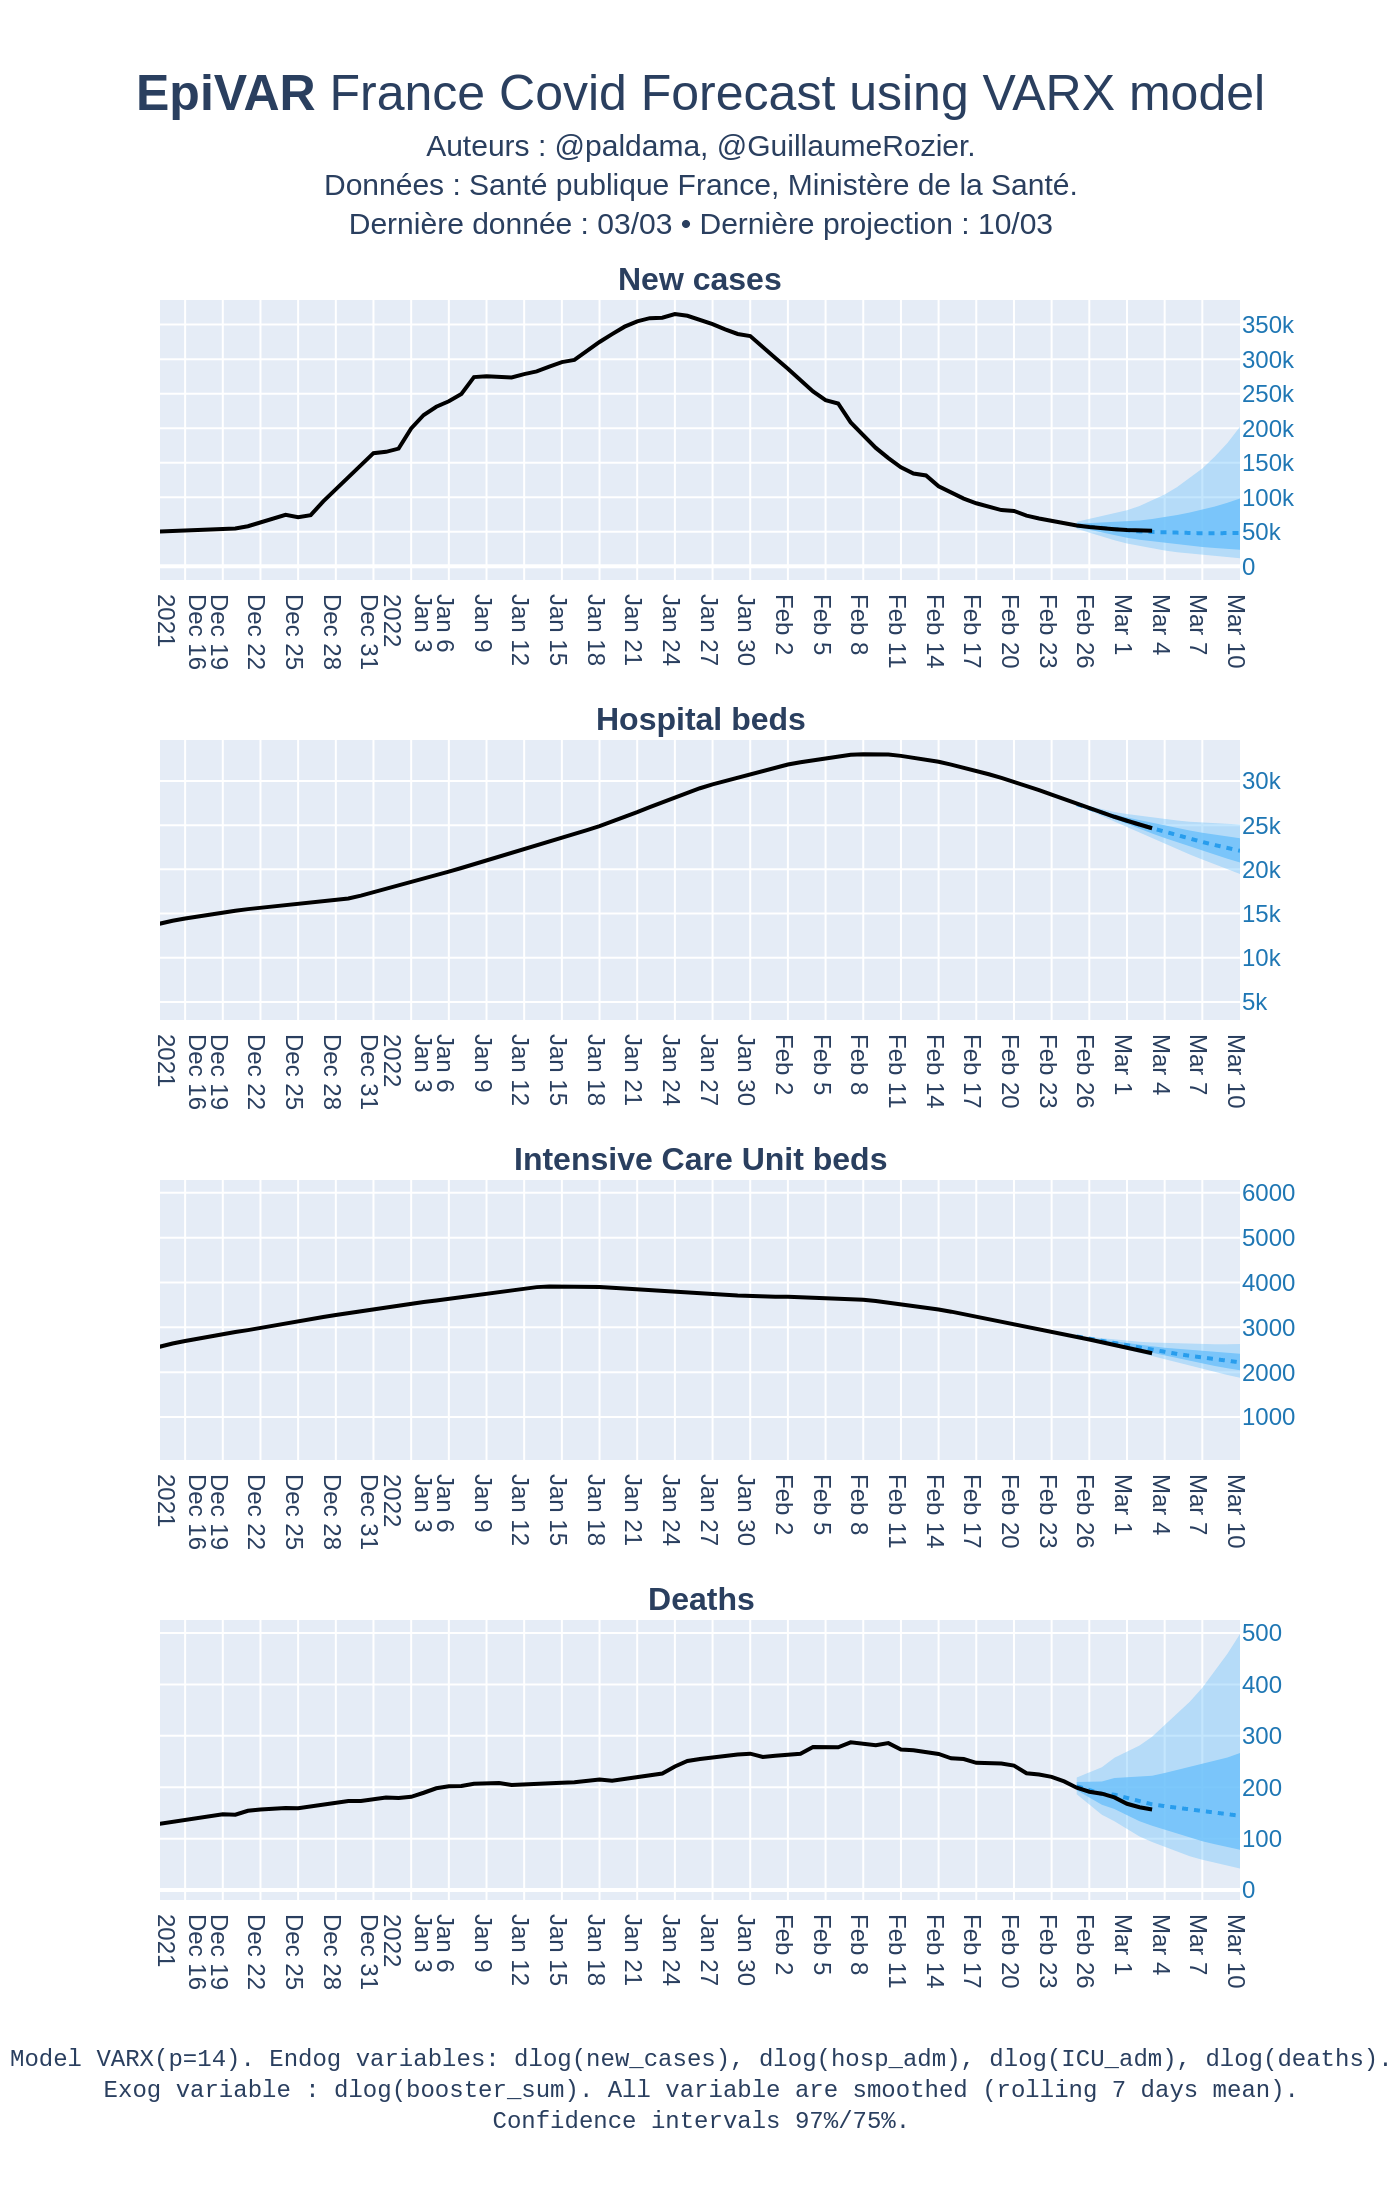 EpiVAR France Covid Forecast using VARX model
Auteurs : @paldama, @GuillaumeRozier.
Données : Santé publique France, Ministère de la Santé.
Dernière donnée : 03/03 • Dernière projection : 10/03
New cases
350k
300k
250k
200k
150k
100k
50k
0
2021
Dec 16
Dec 19
Dec 22
Dec 25
Dec 28
Dec 31
2022
Jan 3
Jan 6
Jan 9
Jan 12
Jan 15
Jan 18
Jan 21
Jan 24
Jan 27
Jan 30
Feb 2
Feb 5
Feb 8
Feb 11
Feb 14
Feb 17
Feb 20
Feb 23
Feb 26
Mar 1
Mar 4
Mar 7
Mar 10
Hospital beds
30k
25k
20k
15k
10k
5k
2021
Dec 16
Dec 19
Dec 22
Dec 25
Dec 28
Dec 31
2022
Jan 3
Jan 6
Jan 9
Jan 12
Jan 15
Jan 18
Jan 21
Jan 24
Jan 27
Jan 30
Feb 2
Feb 5
Feb 8
Feb 11
Feb 14
Feb 17
Feb 20
Feb 23
Feb 26
Mar 1
Mar 4
Mar 7
Mar 10
Intensive Care Unit beds
6000
5000
4000
3000
2000
1000
2021
Dec 16
Dec 19
Dec 22
Dec 25
Dec 28
Dec 31
2022
Jan 3
Jan 6
Jan 9
Jan 12
Jan 15
Jan 18
Jan 21
Jan 24
Jan 27
Jan 30
Feb 2
Feb 5
Feb 8
Feb 11
Feb 14
Feb 17
Feb 20
Feb 23
Feb 26
Mar 1
Mar 4
Mar 7
Mar 10
Deaths
500
400
300
200
100
0
2021
Dec 16
Dec 19
Dec 22
Dec 25
Dec 28
Dec 31
2022
Jan 3
Jan 6
Jan 9
Jan 12
Jan 15
Jan 18
Jan 21
Jan 24
Jan 27
Jan 30
Feb 2
Feb 5
Feb 8
Feb 11
Feb 14
Feb 17
Feb 20
Feb 23
Feb 26
Mar 1
Mar 4
Mar 7
Mar 10
Model VARX(p=14). Endog variables: dlog(new_cases), dlog(hosp_adm), dlog(ICU_adm), dlog(deaths).
Exog variable : dlog(booster_sum). All variable are smoothed (rolling 7 days mean).
Confidence intervals 97%/75%.